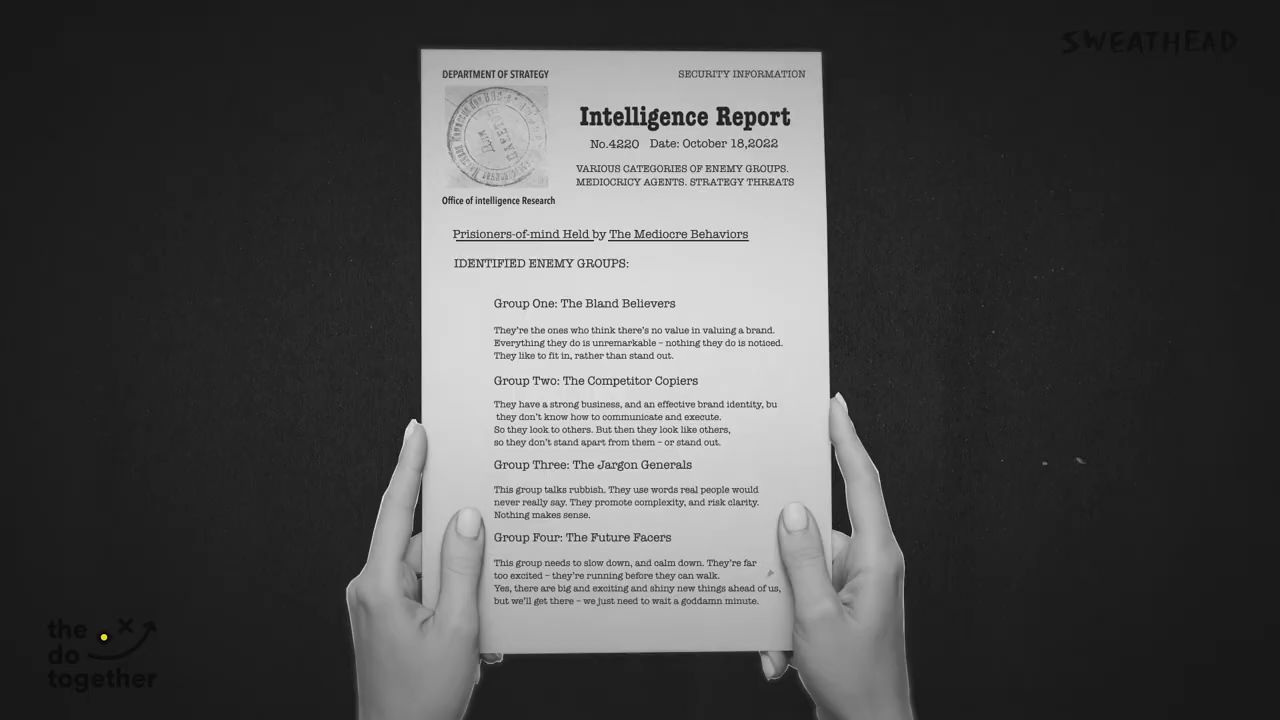 SWEATHEAD
DEPARTMENT OF STRATEGY
SECURITY INFORMATION
Intelligence Report
No.4220 Date: October 18,2022
VARIOUS CATEGORIES OF ENEMY GROUPS.
MEDIOCRICY AGENTS. STRATEGY THREATS
Office of intelligence Research
Prisioners-of-mind Held by The Mediocre Behaviors
IDENTIFIED ENEMY GROUPS:
Group One: The Bland Believers
They're the ones who think there's no value in valuing a brand.
Everything they do is unremarkable – nothing they do is noticed.
They like to fit in, rather than stand out.
Group Two: The Competitor Copiers
They have a strong business, and an effective brand identity, bu
they don't know how to communicate and execute.
So they look to others. But then they look like others,
so they don't stand apart from them – or stand out.
Group Three: The Jargon Generals
This group talks rubbish. They use words real people would
never really say. They promote complexity, and risk clarity.
Nothing makes sense.
Group Four: The Future Facers
This group needs to slow down, and calm down. They're far
too excited – they're running before they can walk.
Yes, there are big and exciting and shiny new things ahead of us,
but we'll get there – we just need to wait a goddamn minute.
the
do
together